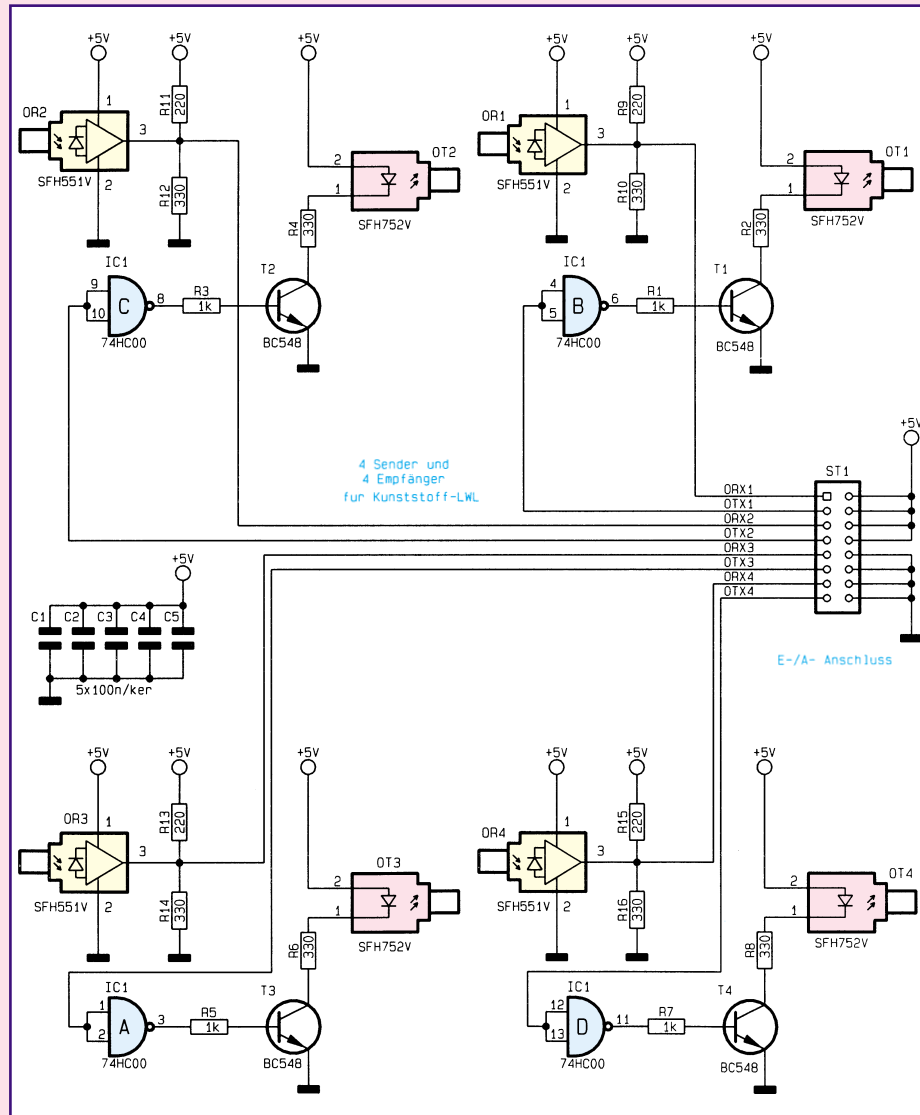 +5V
+5V
+5V
+5V
+5V
+5V
OR2
1
R11
220
3
SFH551V
2
R12
330
OT2
2
1
SFH752V
R4
330
IC1
9
10
C
8
74HC00
R3
1k
T2
BC548
OR1
1
R9
220
3
SFH551V
2
R10
330
OT1
2
1
SFH752V
R2
330
IC1
4
5
B
6
74HC00
R1
1k
T1
BC548
4 Sender und
4 Empfänger
fur Kunststoff-LWL
+5V
ST1
ORX1
OTX1
ORX2
OTX2
ORX3
OTX3
ORX4
OTX4
E-/A- Anschluss
+5V
C1
C2
C3
C4
C5
5x100n/ker
+5V
+5V
+5V
+5V
+5V
+5V
OR3
1
R13
220
3
SFH551V
2
R14
330
OT3
2
1
SFH752V
R6
330
IC1
1
2
A
3
74HC00
R5
1k
T3
BC548
OR4
1
R15
220
3
SFH551V
2
R16
330
OT4
2
1
SFH752V
R8
330
IC1
12
13
D
11
74HC00
R7
1k
T4
BC548